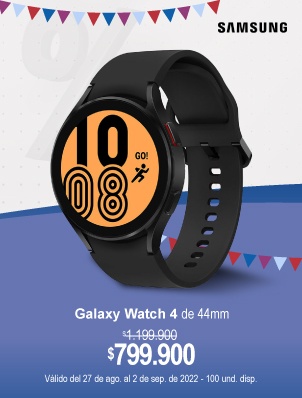 SAMSUNG
10
GO!
08
Galaxy Watch 4 de 44mm
$1.199.900
$799.900
Válido del 27 de ago. al 2 de sep. de 2022 - 100 und. disp.